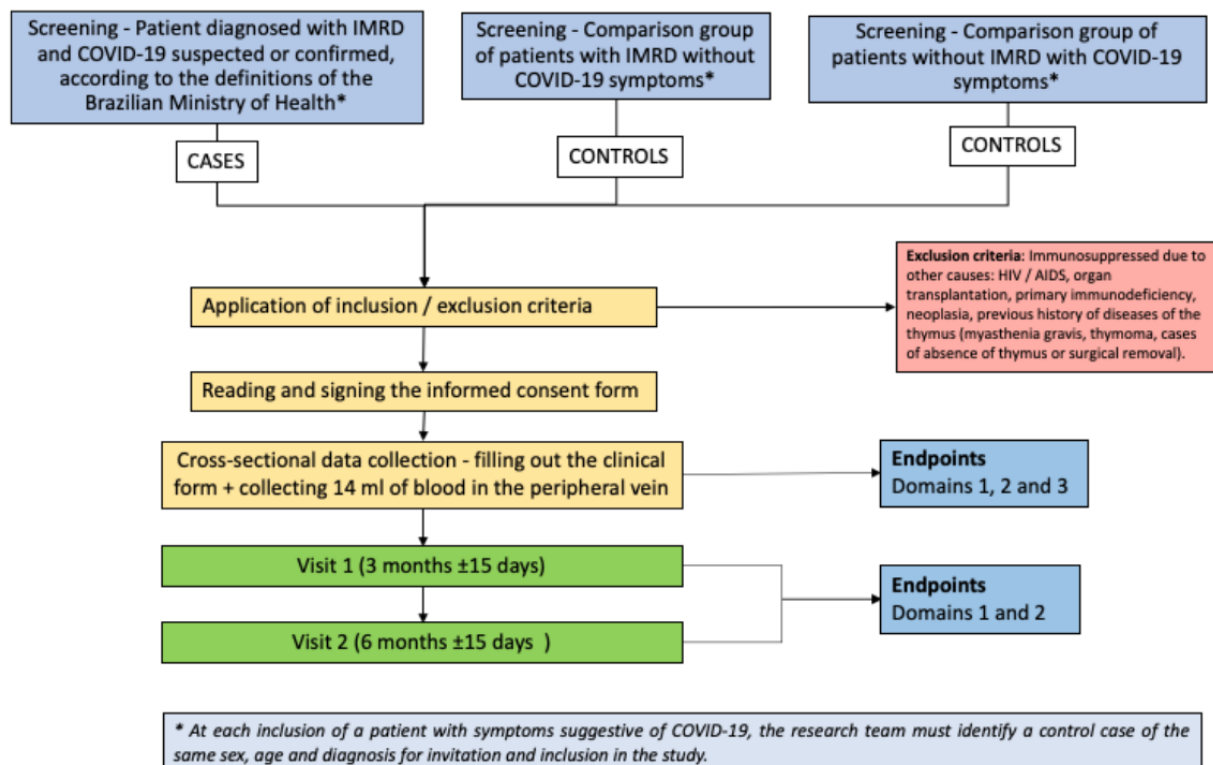 Screening - Patient diagnosed with IMRD
and COVID-19 suspected or confirmed,
according to the definitions of the
Brazilian Ministry of Health*
Screening - Comparison group
of patients with IMRD without
COVID-19 symptoms*
Screening - Comparison group of
patients without IMRD with COVID-19
symptoms*
CASES
CONTROLS
CONTROLS
Application of inclusion / exclusion criteria
Exclusion criteria: Immunosuppressed due to
other causes: HIV / AIDS, organ
transplantation, primary immunodeficiency,
neoplasia, previous history of diseases of the
thymus (myasthenia gravis, thymoma, cases
of absence of thymus or surgical removal).
Reading and signing the informed consent form
Cross-sectional data collection - filling out the clinical
form + collecting 14 ml of blood in the peripheral vein
Endpoints
Domains 1, 2 and 3
Visit 1 (3 months ±15 days)
Visit 2 (6 months ±15 days )
Endpoints
Domains 1 and 2
* At each inclusion of a patient with symptoms suggestive of COVID-19, the research team must identify a control case of the
same sex, age and diagnosis for invitation and inclusion in the study.